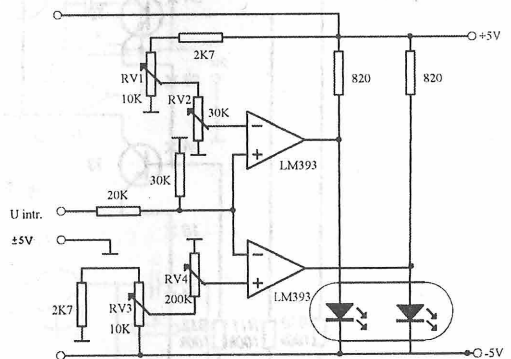 2K7
+5V
RV1
10K
820
820
RV2
30K
LM393
30K
20K
U intr.
±5V
RV4
200K
LM393
2K7
RV3
10K
-5V